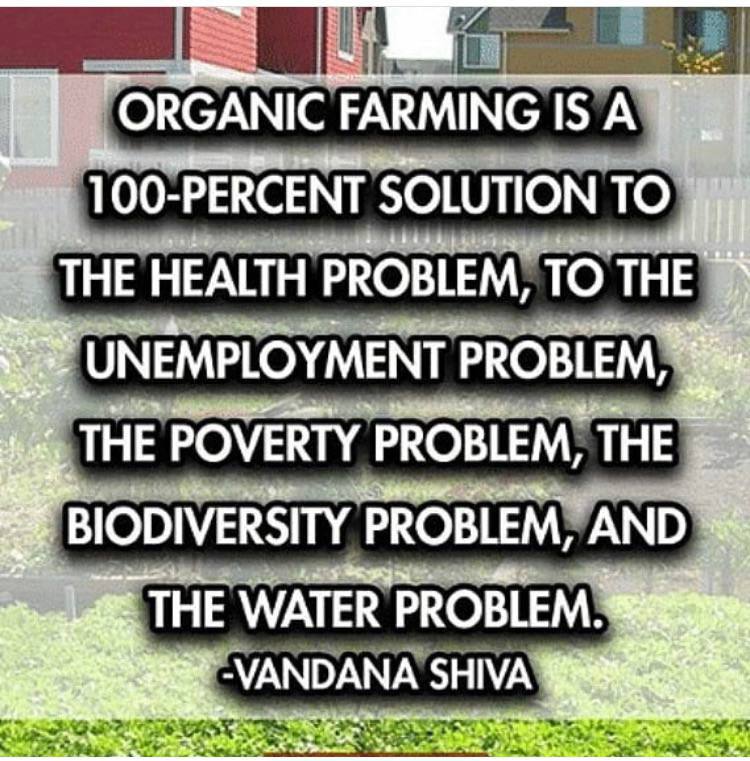 ORGANIC FARMING IS A
100-PERCENT SOLUTION TO
THE HEALTH PROBLEM, TO THE
UNEMPLOYMENT PROBLEM,
THE POVERTY PROBLEM, THE
BIODIVERSITY PROBLEM, AND
THE WATER PROBLEM.
-VANDANA SHIVA